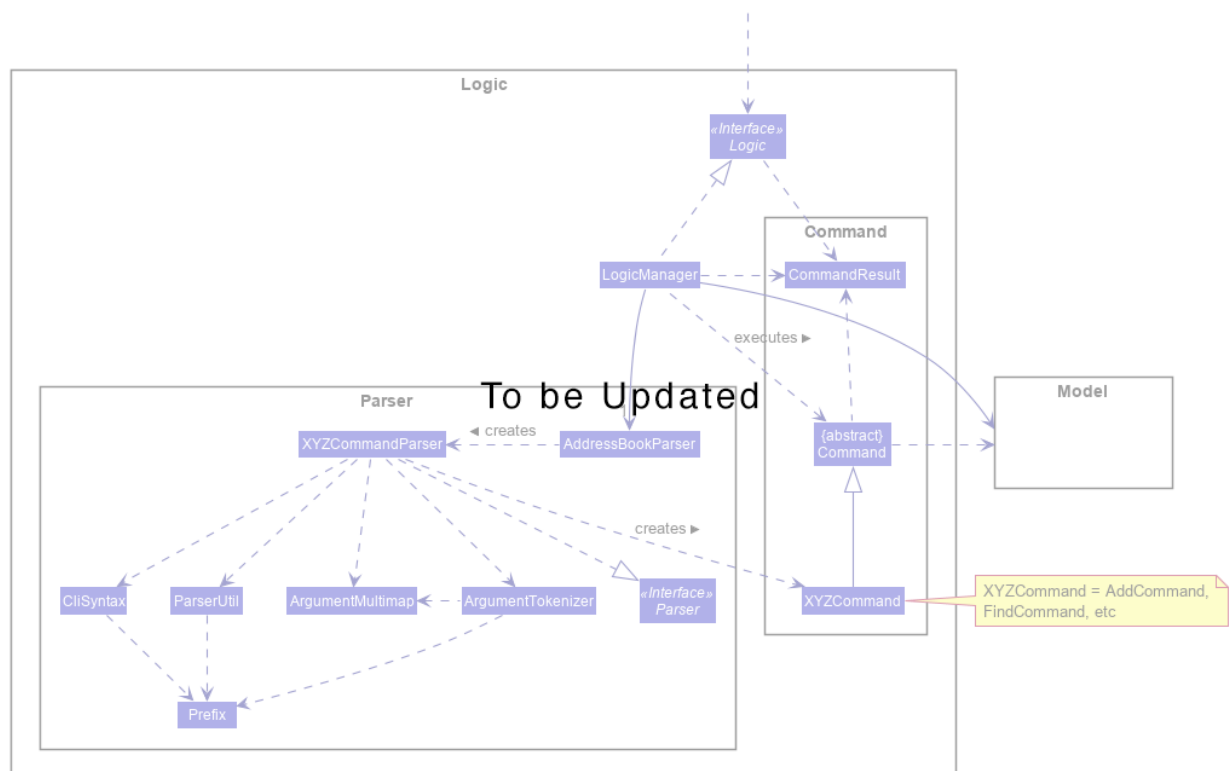 Logic
«Interface»
Logic
Command
LogicManager
CommandResult
executes ►
To be Updated
Parser
Model
XYZCommandParser
◄ creates
AddressBookParser
{abstract}
Command
creates ►
CliSyntax
ParserUtil
ArgumentMultimap
ArgumentTokenizer
«Interface»
Parser
XYZCommand
XYZCommand = AddCommand,
FindCommand, etc
Prefix